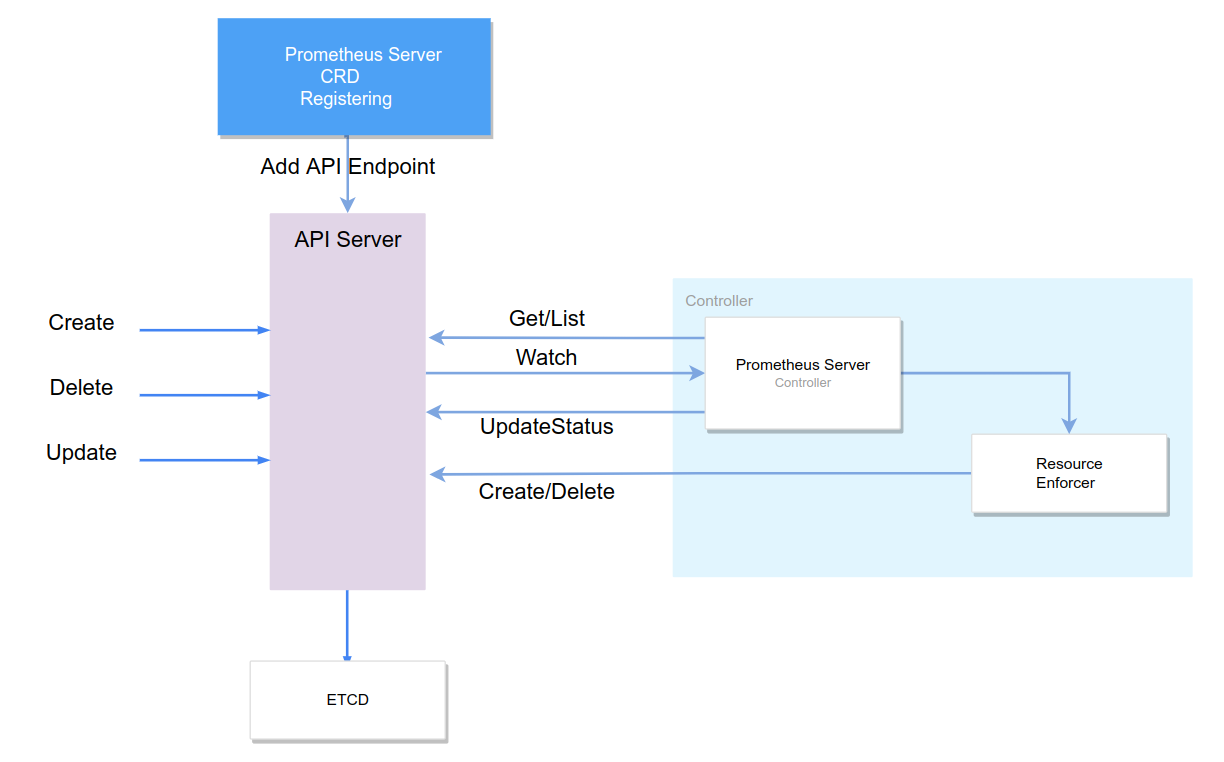 Prometheus Server
CRD
Registering
Add API Endpoint
API Server
Create
Delete
Update
Get/List
Watch
UpdateStatus
Create/Delete
Controller
Prometheus Server
Controller
Resource
Enforcer
ETCD